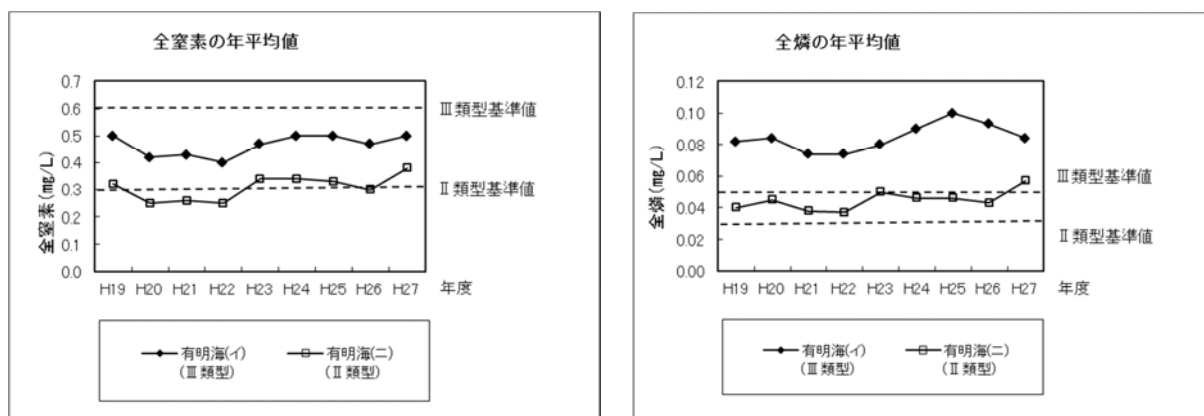 全窒素の年平均値
全窒素(㎎/L)
0.7
0.6
0.5
0.4
0.3
0.2
0.1
0.0
Ⅲ類型基準値
Ⅱ類型基準値
H19 H20 H21 H22 H23 H24 H25 H26 H27 年度
有明海(イ) 有明海(ニ)
(Ⅲ類型) (Ⅱ類型)
全燐の年平均値
全燐(㎎/L)
0.12
0.10
0.08
0.06
0.04
0.02
0.00
Ⅲ類型基準値
Ⅱ類型基準値
H19 H20 H21 H22 H23 H24 H25 H26 H27 年度
有明海(イ) 有明海(ニ)
(Ⅲ類型) (Ⅱ類型)